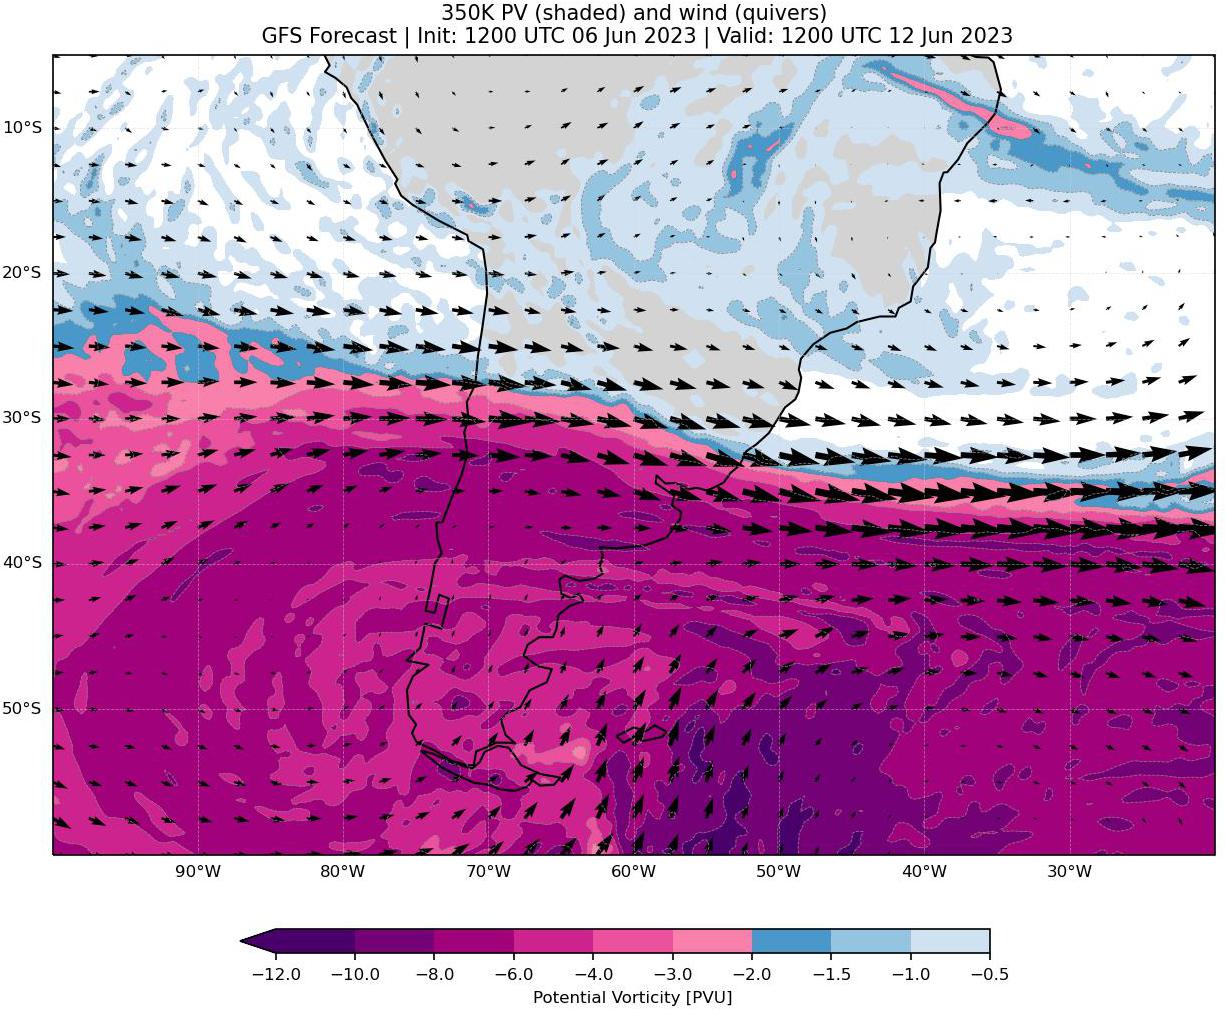 350K PV (shaded) and wind (quivers)
GFS Forecast | Init: 1200 UTC 06 Jun 2023 | Valid: 1200 UTC 12 Jun 2023
10°S
20°S
30°S
40°S
50°S
90°W 80°W 70°W 60°W 50°W 40°W 30°W
−12.0 −10.0 −8.0 −6.0 −4.0 −3.0 −2.0 −1.5 −1.0 −0.5
Potential Vorticity [PVU]